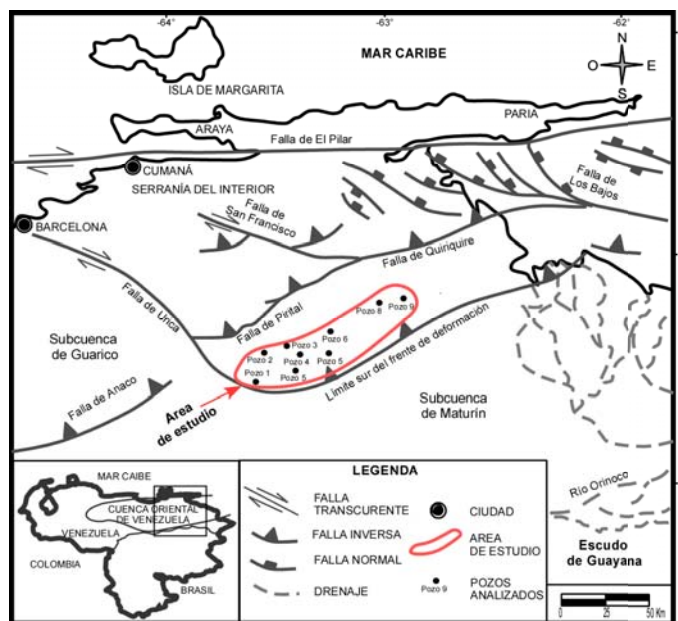 -64°
-63°
-62°
MAR CARIBE
N
O
E
S
ISLA DE MARGARITA
PARIA
ARAYA
Falla de El Pilar
CUMANÁ
SERRANÍA DEL INTERIOR
Falla de
Los Bajos
Falla de
San Francisco
BARCELONA
Falla de Quiriquire
Falla de Urica
Falla de Pirital
Pozo 8
Pozo 9
Pozo 3
Pozo 6
Pozo 2
Pozo 4
Pozo 5
Pozo 1
Pozo 5
Subcuenca
de Guarico
Límite sur del frente de deformación
Subcuenca
de Maturín
Falla de Anaco
Area
de estudio
Río Orinoco
Escudo
de Guayana
MAR CAIBE
CUENCA ORIENTAL
DE VENEZUELA
VENEZUELA
COLOMBIA
BRASIL
LEGENDA
FALLA
TRANSCURENTE
FALLA INVERSA
FALLA NORMAL
DRENAJE
CIUDAD
AREA
DE ESTUDIO
Pozo 9
POZOS
ANALIZADOS
0
25
50 Km